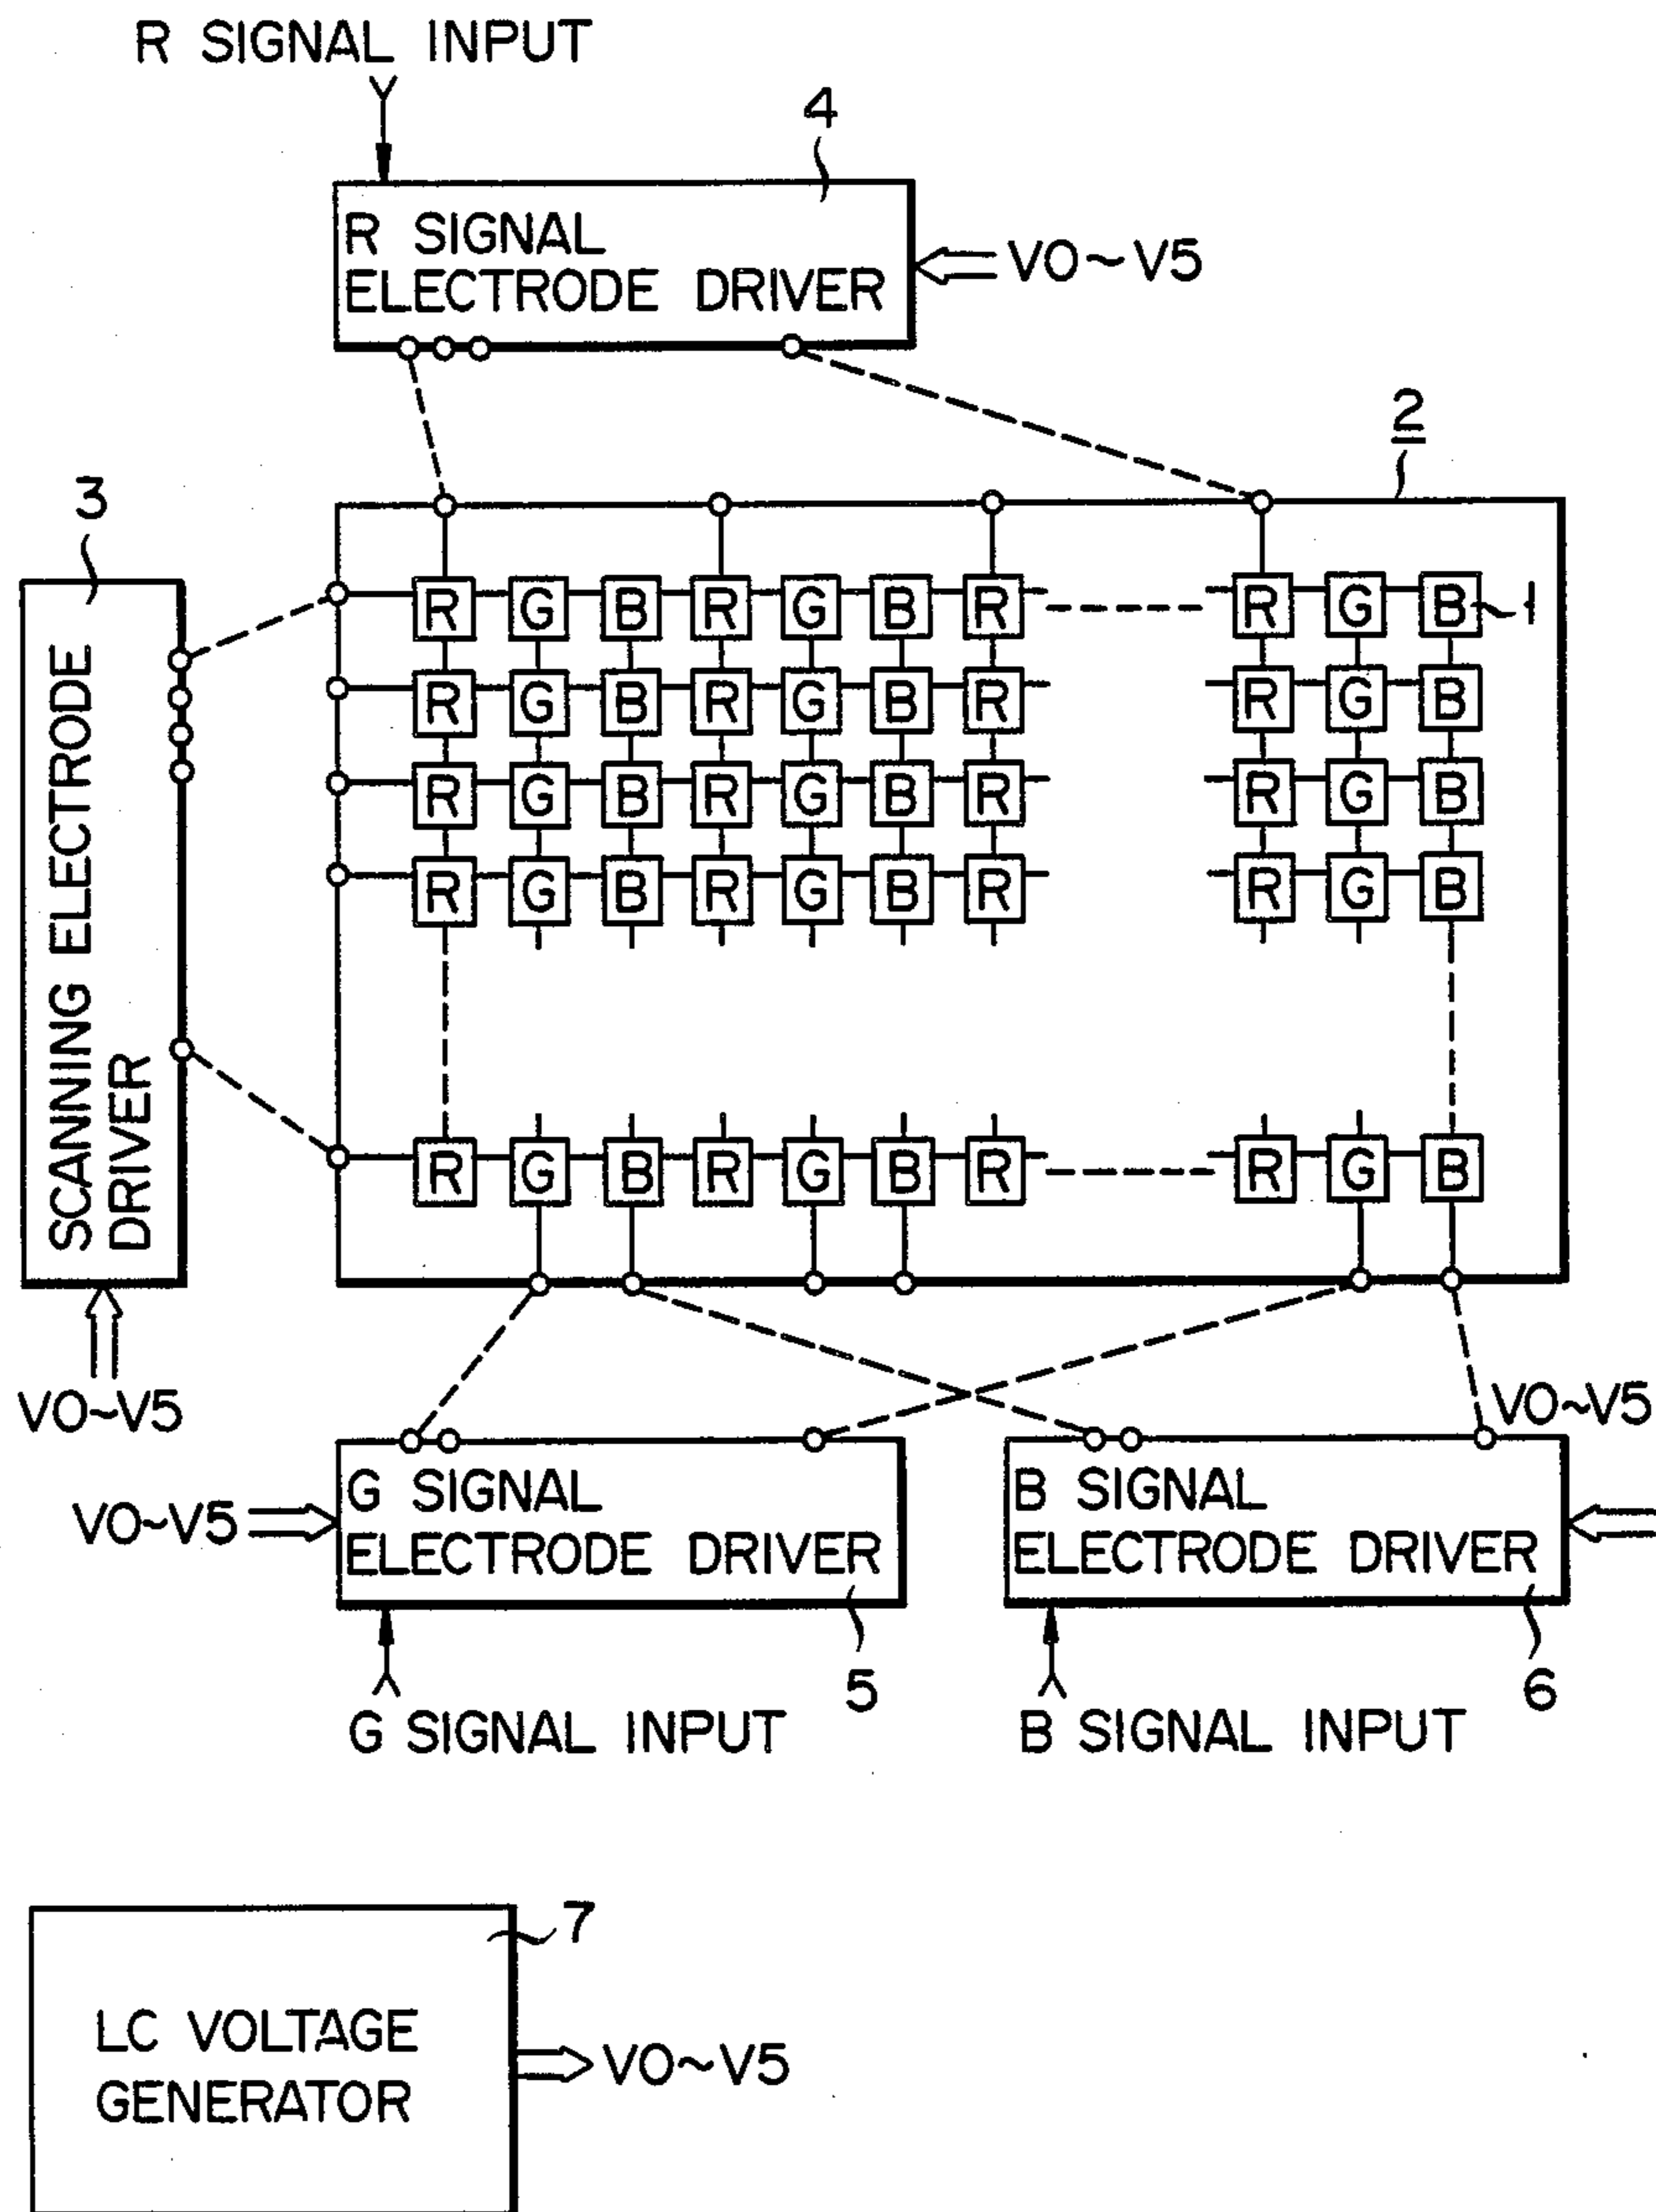 R SIGNAL INPUT
4
R SIGNAL
ELECTRODE DRIVER
V0~V5
2
3
SCANNING ELECTRODE
DRIVER
V0~V5
R G B R G B R R G B 1
R G B R G B R R G B
R G B R G B R R G B
R G B R G B R R G B
R G B R G B R R G B
V0~V5
G SIGNAL
ELECTRODE DRIVER
5
G SIGNAL INPUT
V0~V5
B SIGNAL
ELECTRODE DRIVER
6
B SIGNAL INPUT
7
LC VOLTAGE
GENERATOR
V0~V5